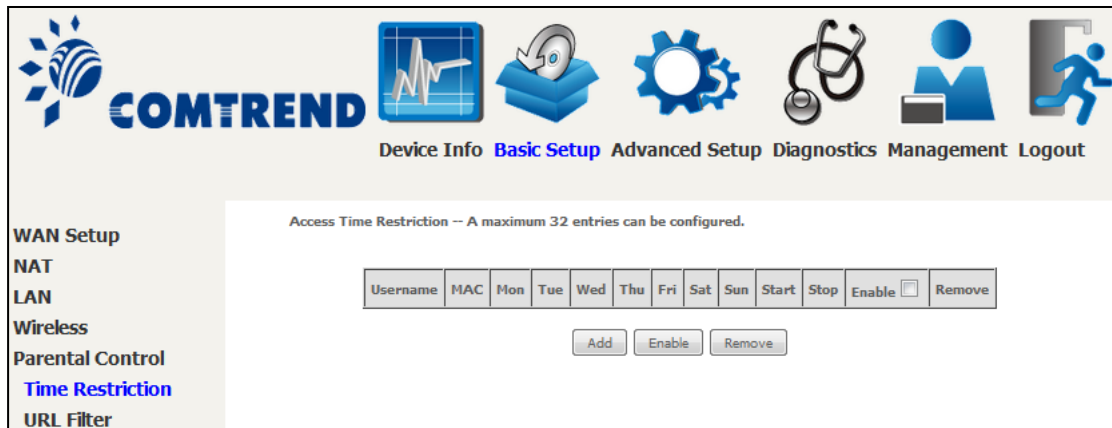 COMTREND
Device Info Basic Setup Advanced Setup Diagnostics Management Logout
WAN Setup
NAT
LAN
Wireless
Parental Control
Time Restriction
URL Filter
Access Time Restriction -- A maximum 32 entries can be configured.
Username MAC Mon Tue Wed Thu Fri Sat Sun Start Stop Enable Remove
Add Enable Remove